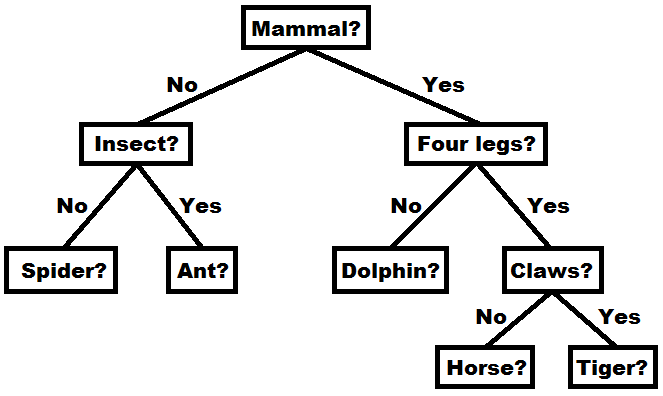 Mammal?
No
Yes
Insect?
Four legs?
No
Yes
No
Yes
Spider?
Ant?
Dolphin?
Claws?
No
Yes
Horse?
Tiger?